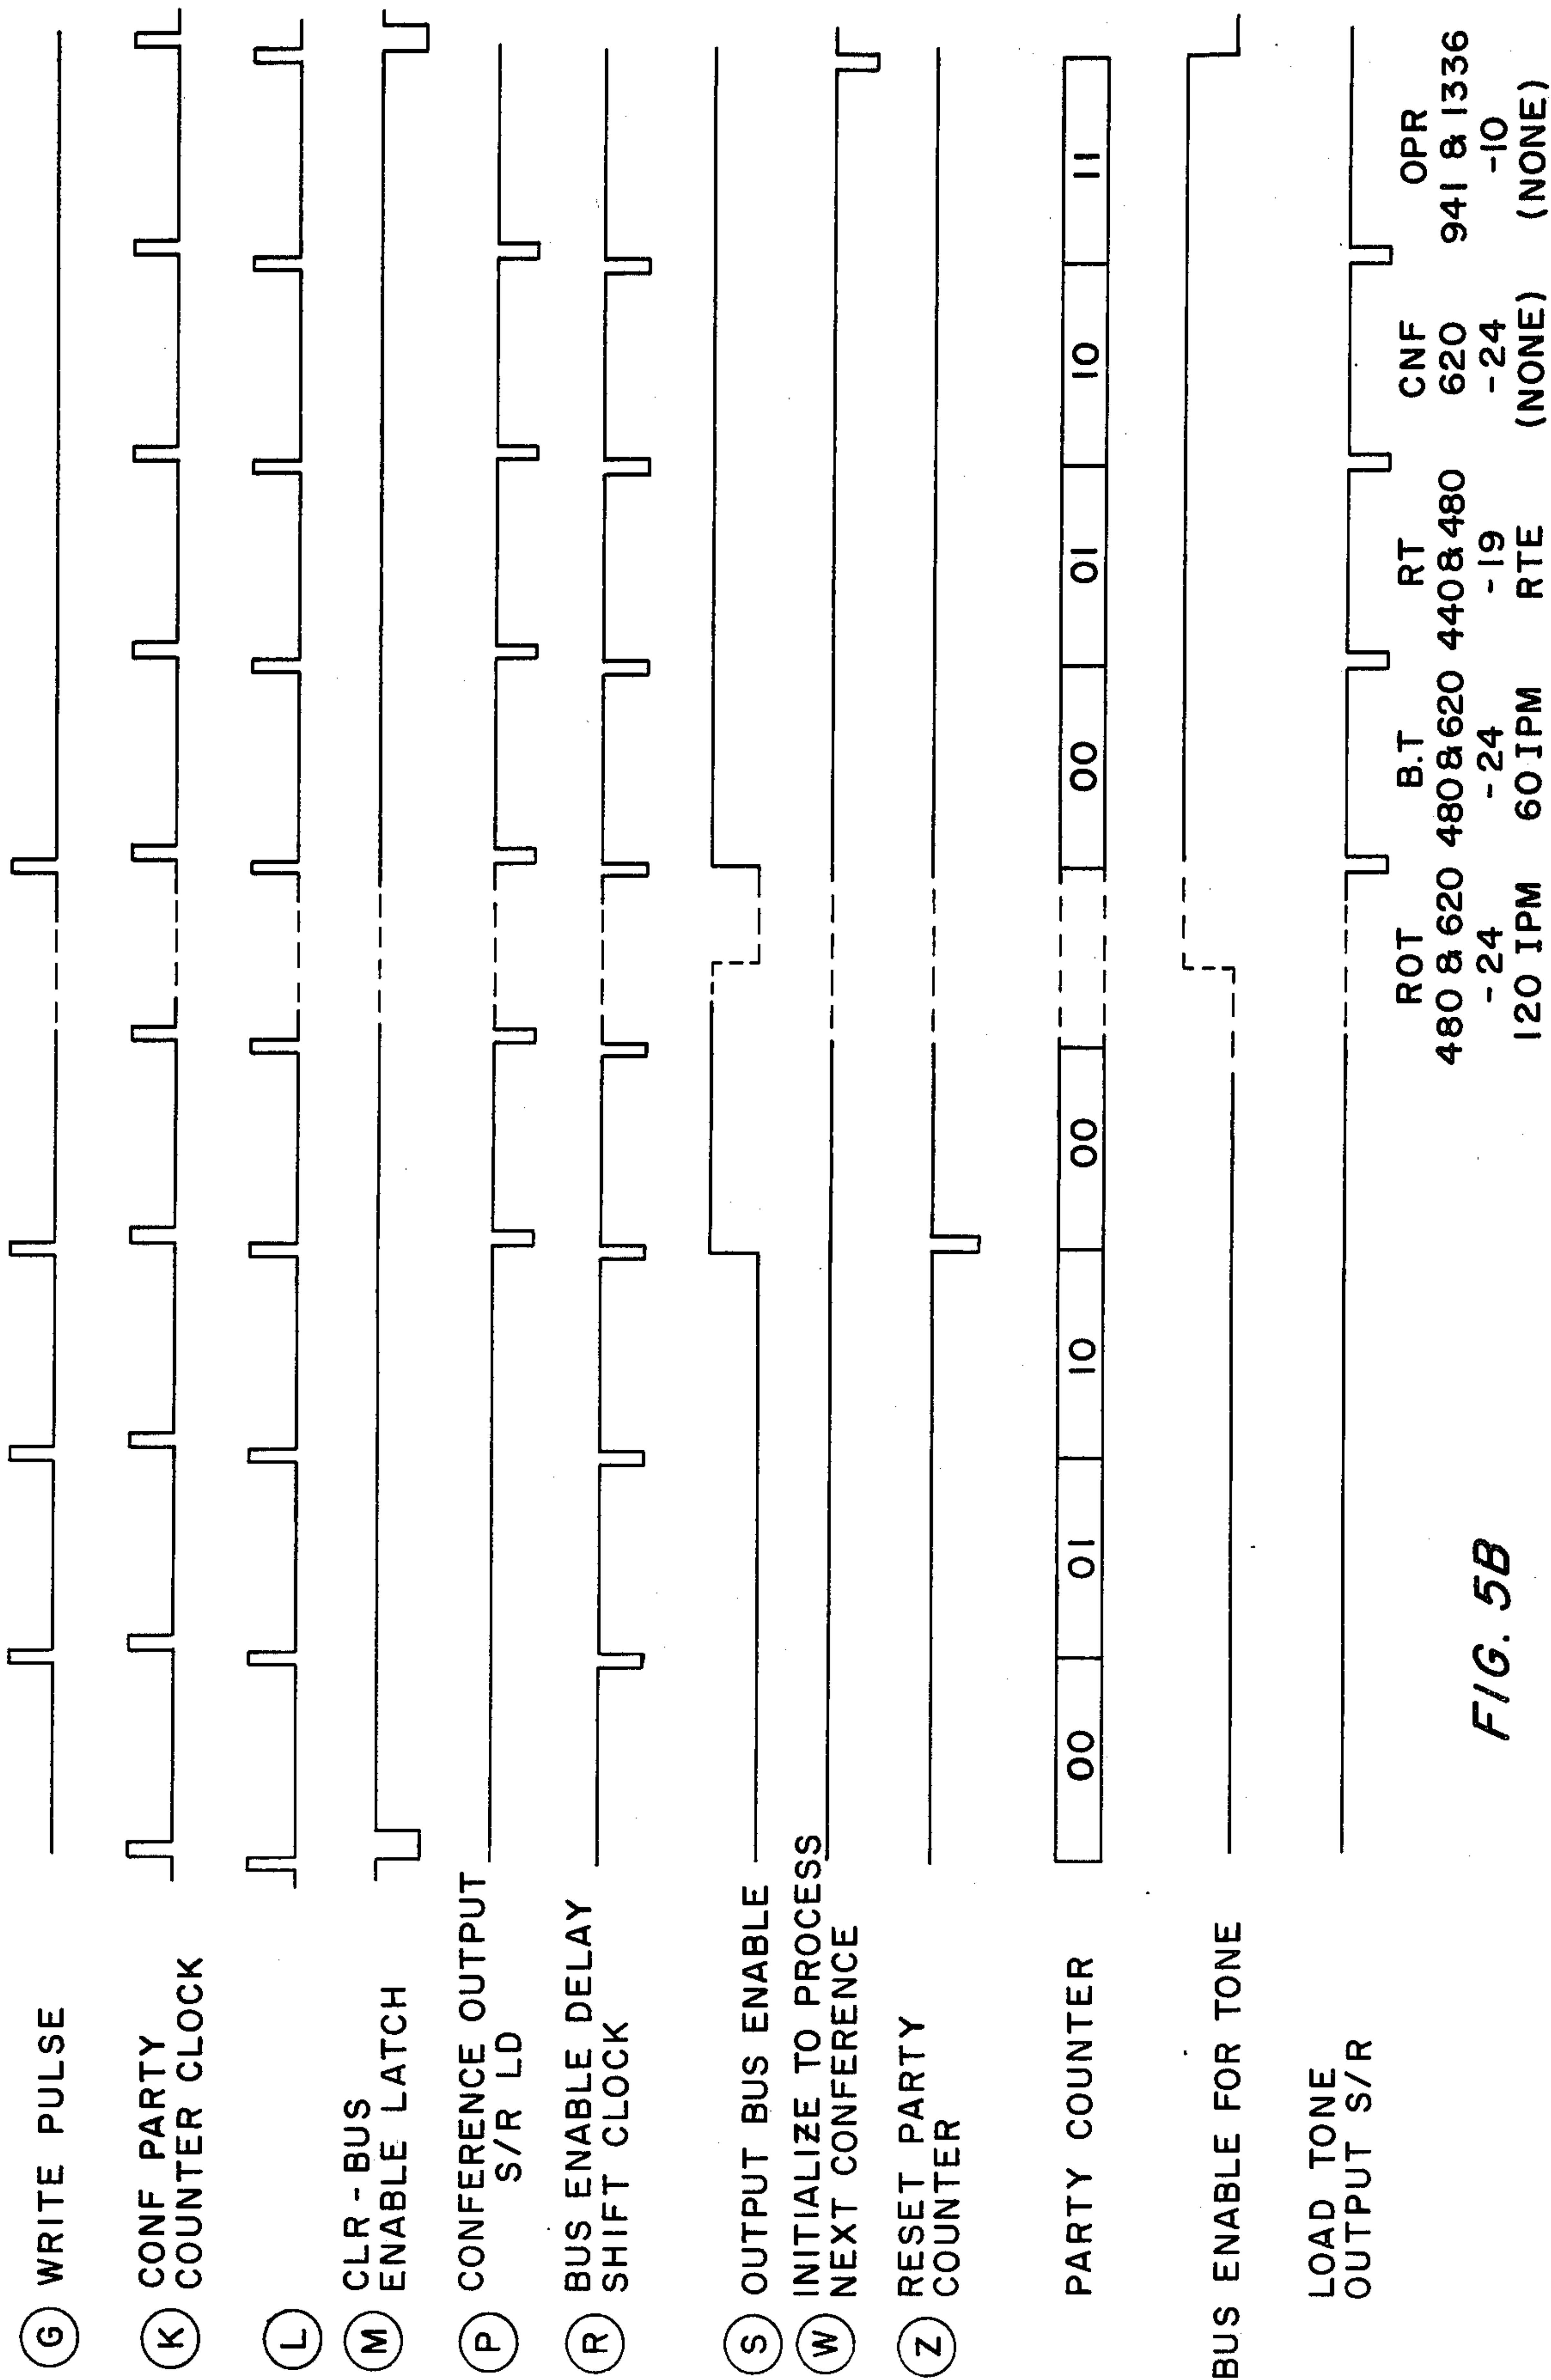 G WRITE PULSE
K CONF PARTY
COUNTER CLOCK
L
M CLR-BUS
ENABLE LATCH
P CONFERENCE OUTPUT
S/R LD
R BUS ENABLE DELAY
SHIFT CLOCK
S OUTPUT BUS ENABLE
W INITIALIZE TO PROCESS
NEXT CONFERENCE
Z RESET PARTY
COUNTER
PARTY COUNTER
00 01 10 00 00 01 10 11
BUS ENABLE FOR TONE
LOAD TONE
OUTPUT S/R
ROT B.T RT CNF OPR
480 & 620 480 & 620 440 & 480 620 941 & 1336
-24 -24 -19 -24 -10
120 IPM 60 IPM RTE (NONE) (NONE)
FIG. 5B